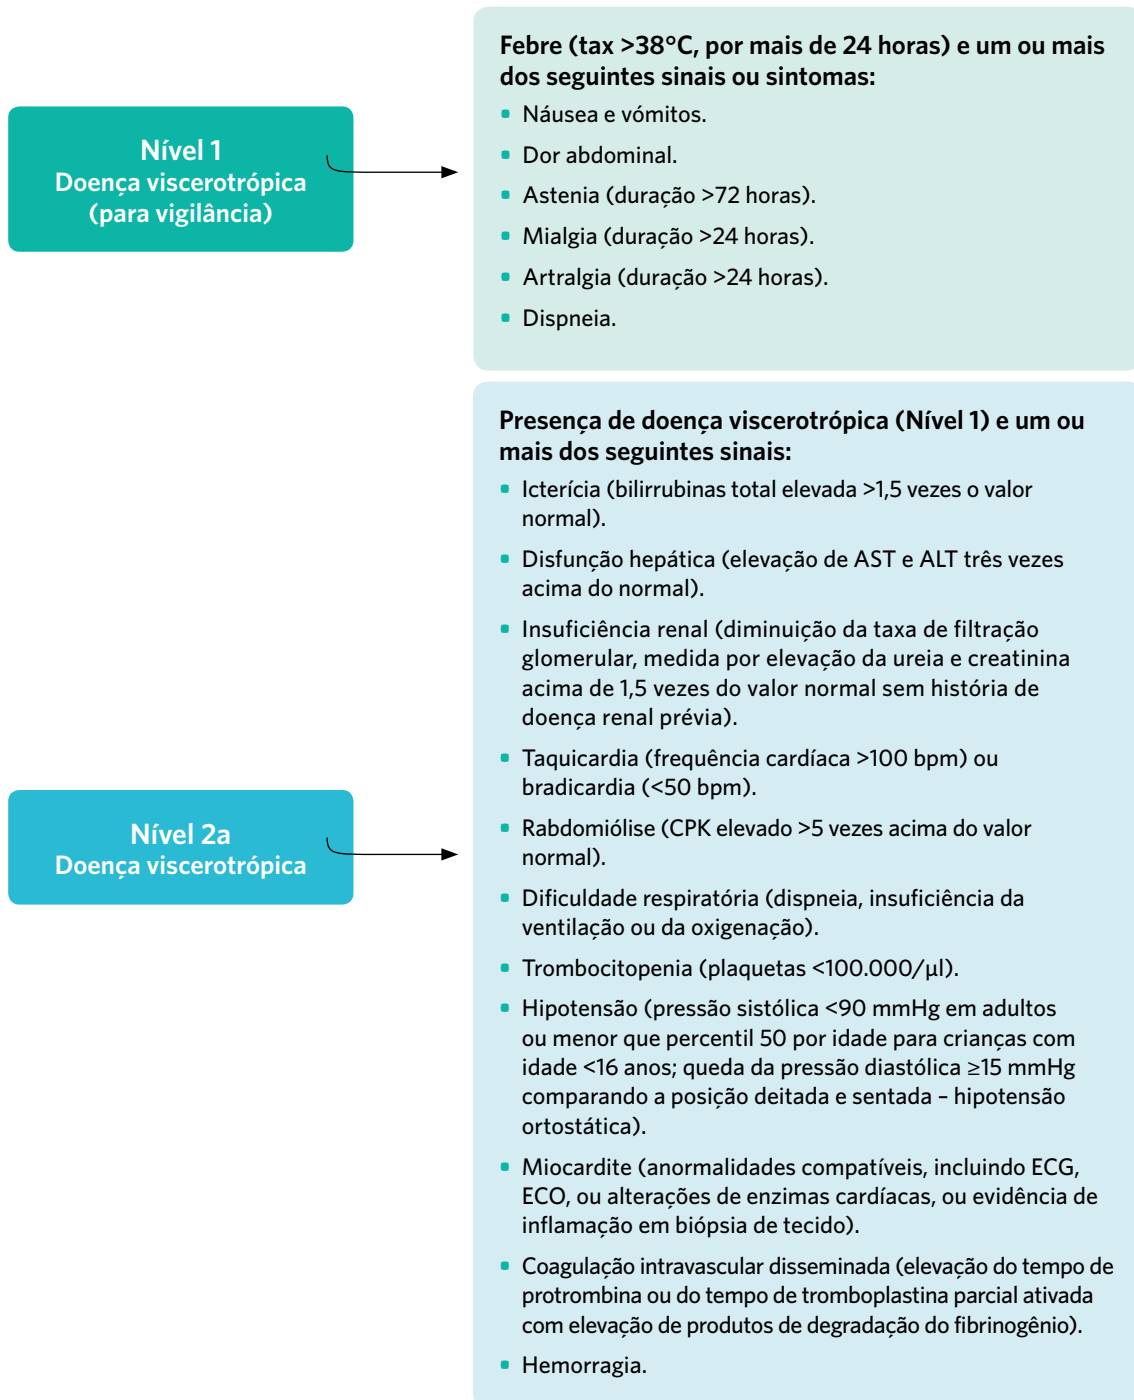 Nível 1
Doença viscerotrópica
(para vigilância)
Febre (tax >38°C, por mais de 24 horas) e um ou mais
dos seguintes sinais ou sintomas:
Náusea e vómitos.
Dor abdominal.
Astenia (duração >72 horas).
Mialgia (duração >24 horas).
Artralgia (duração >24 horas).
Dispneia.
Nível 2a
Doença viscerotrópica
Presença de doença viscerotrópica (Nível 1) e um ou
mais dos seguintes sinais:
Icterícia (bilirrubinas total elevada >1,5 vezes o valor
normal).
Disfunção hepática (elevação de AST e ALT três vezes
acima do normal).
Insuficiência renal (diminuição da taxa de filtração
glomerular, medida por elevação da ureia e creatinina
acima de 1,5 vezes do valor normal sem história de
doença renal prévia).
Taquicardia (frequência cardíaca >100 bpm) ou
bradicardia (<50 bpm).
Rabdomiólise (CPK elevado >5 vezes acima do valor
normal).
Dificuldade respiratória (dispneia, insuficiência da
ventilação ou da oxigenação).
Trombocitopenia (plaquetas <100.000/µl).
Hipotensão (pressão sistólica <90 mmHg em adultos
ou menor que percentil 50 por idade para crianças com
idade <16 anos; queda da pressão diastólica ≥15 mmHg
comparando a posição deitada e sentada – hipotensão
ortostática).
Miocardite (anormalidades compatíveis, incluindo ECG,
ECO, ou alterações de enzimas cardíacas, ou evidência de
inflamação em biópsia de tecido).
Coagulação intravascular disseminada (elevação do tempo de
protrombina ou do tempo de tromboplastina parcial ativada
com elevação de produtos de degradação do fibrinogênio).
Hemorragia.